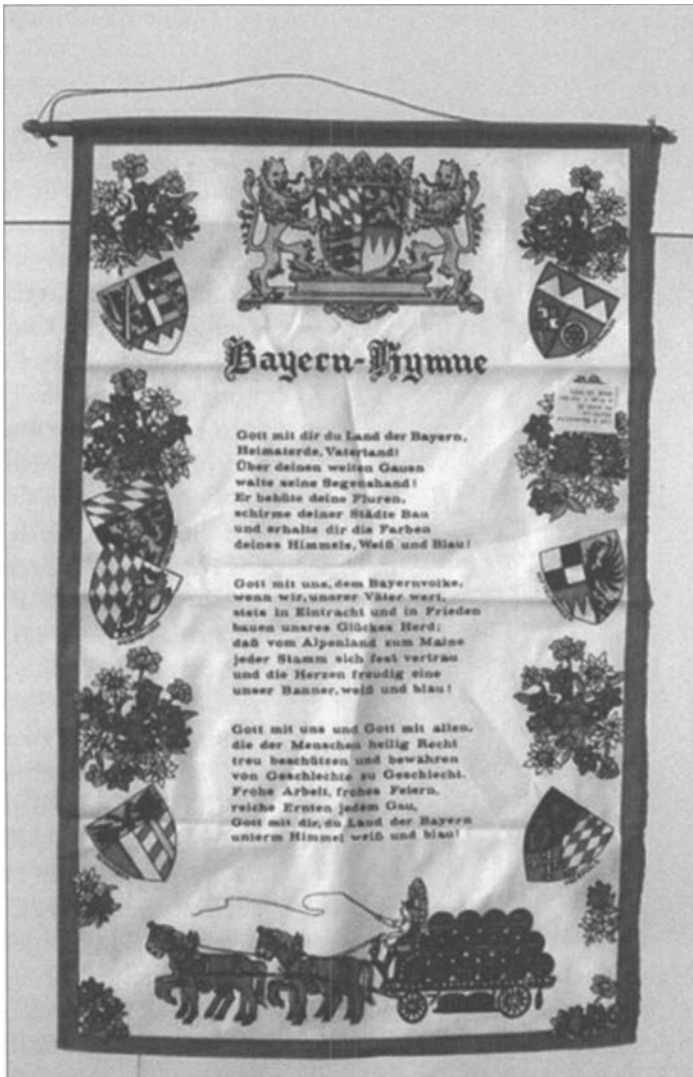 Bayern-Hymne
Gott mit dir du Land der Bayern,
Heimaterde, Vaterland!
Über deinen weiten Gauen
walte seine Segenshand!
Er behüte deine Fluren,
schirme deiner Städte Bau
und erhalte dir die Farben
deines Himmels, Weiß und Blau!
Gott mit uns, dem Bayernvolke,
wenn wir, unsrer Väter wert,
stets in Eintracht und in Frieden
bauen unsres Glückes Herd;
daß vom Alpenland zum Maine
jeder Stamm sich fest vertrau
und die Herzen freudig eine
unser Banner, weiß und blau!
Gott mit uns und Gott mit allen,
die der Menschen heilig Recht
treu beschützen und bewahren
von Geschlechte zu Geschlecht.
Frohe Arbeit, frohes Feiern,
reiche Ernten jedem Gau,
Gott mit dir, du Land der Bayern
unterm Himmel weiß und blau!